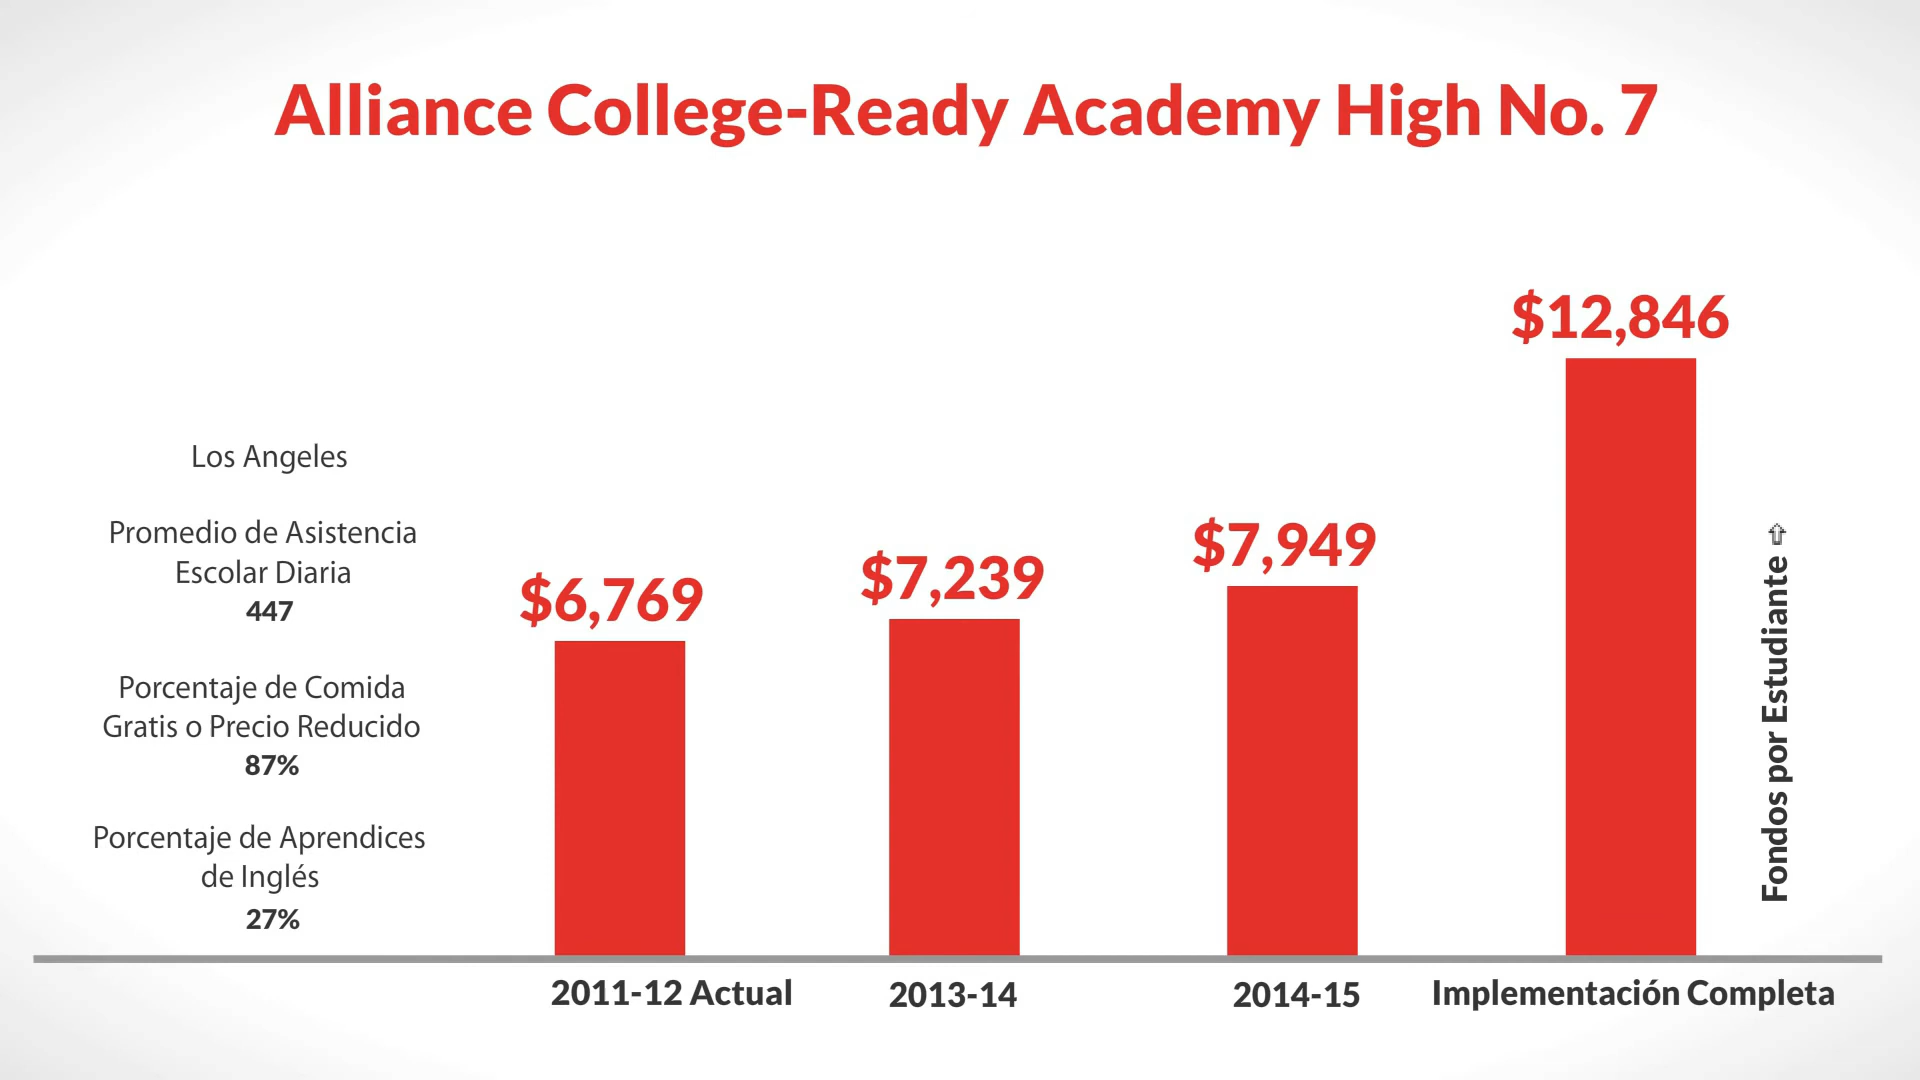 Alliance College-Ready Academy High No. 7
Los Angeles
Promedio de Asistencia
Escolar Diaria
447
Porcentaje de Comida
Gratis o Precio Reducido
87%
Porcentaje de Aprendices
de Inglés
27%
$6,769
$7,239
$7,949
$12,846
Fondos por Estudiante ⇧
2011-12 Actual
2013-14
2014-15
Implementación Completa